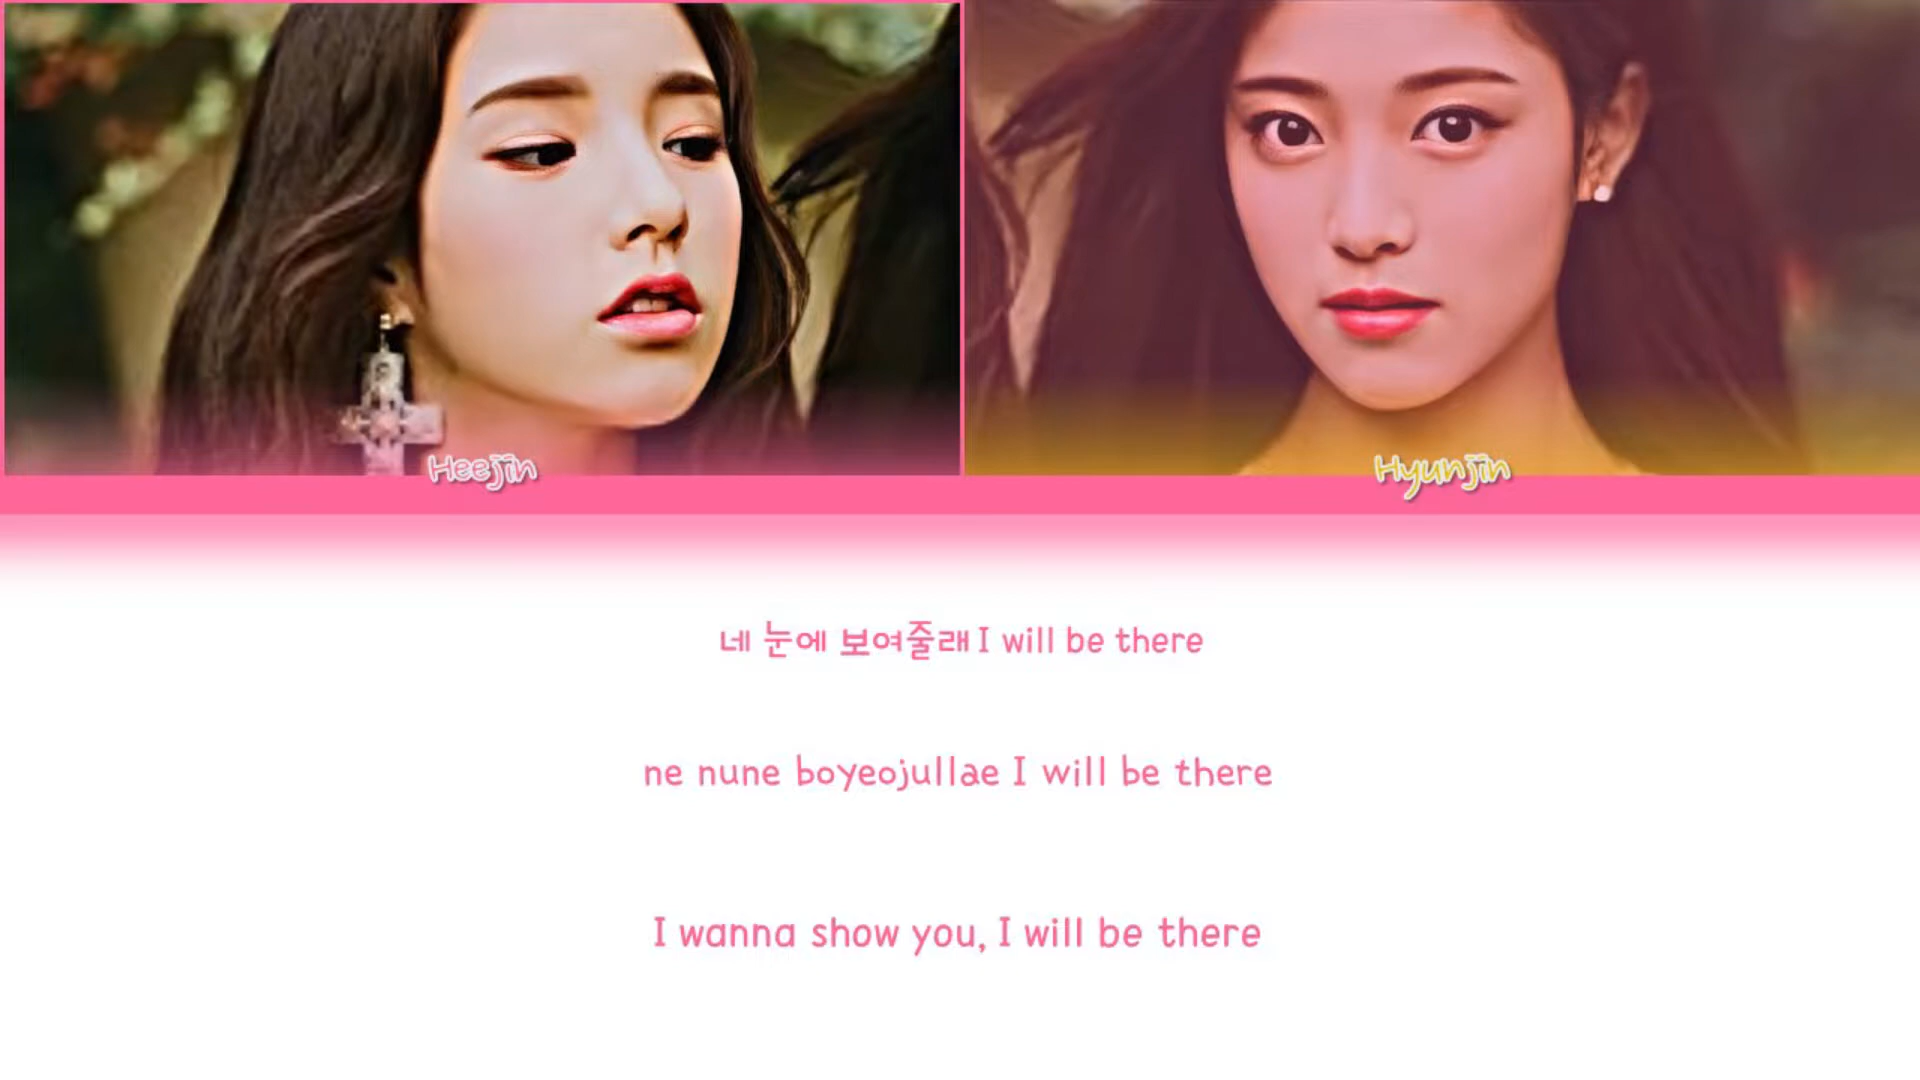 Heejin
Hyunjin
네 눈에 보여줄래 I will be there
ne nune boyeojullae I will be there
I wanna show you, I will be there